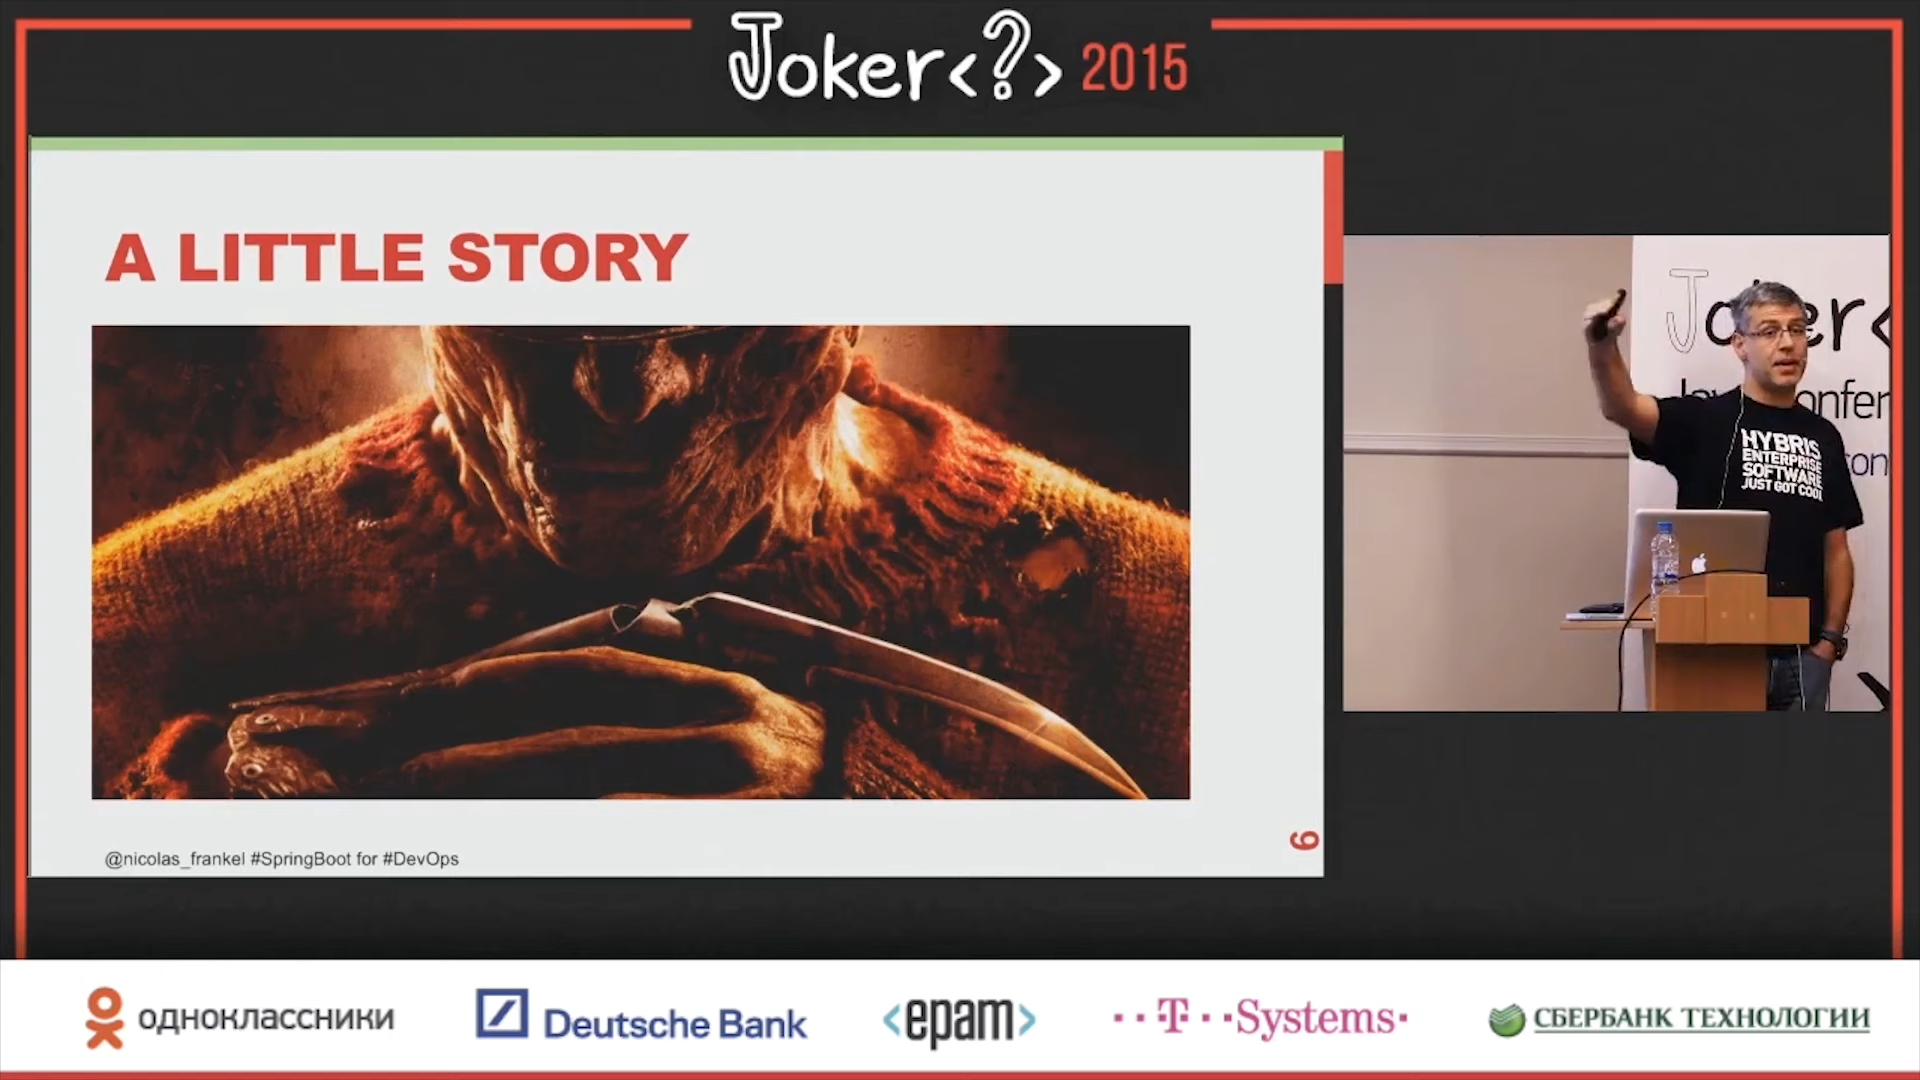 Joker<?> 2015
A LITTLE STORY
@nicolas_frankel #SpringBoot for #DevOps
6
Joker<
HYBRIS
ENTERPRISE
SOFTWARE
JUST GOT COOL
одноклассники
Deutsche Bank
<epam>
T Systems
СБЕРБАНК ТЕХНОЛОГИИ